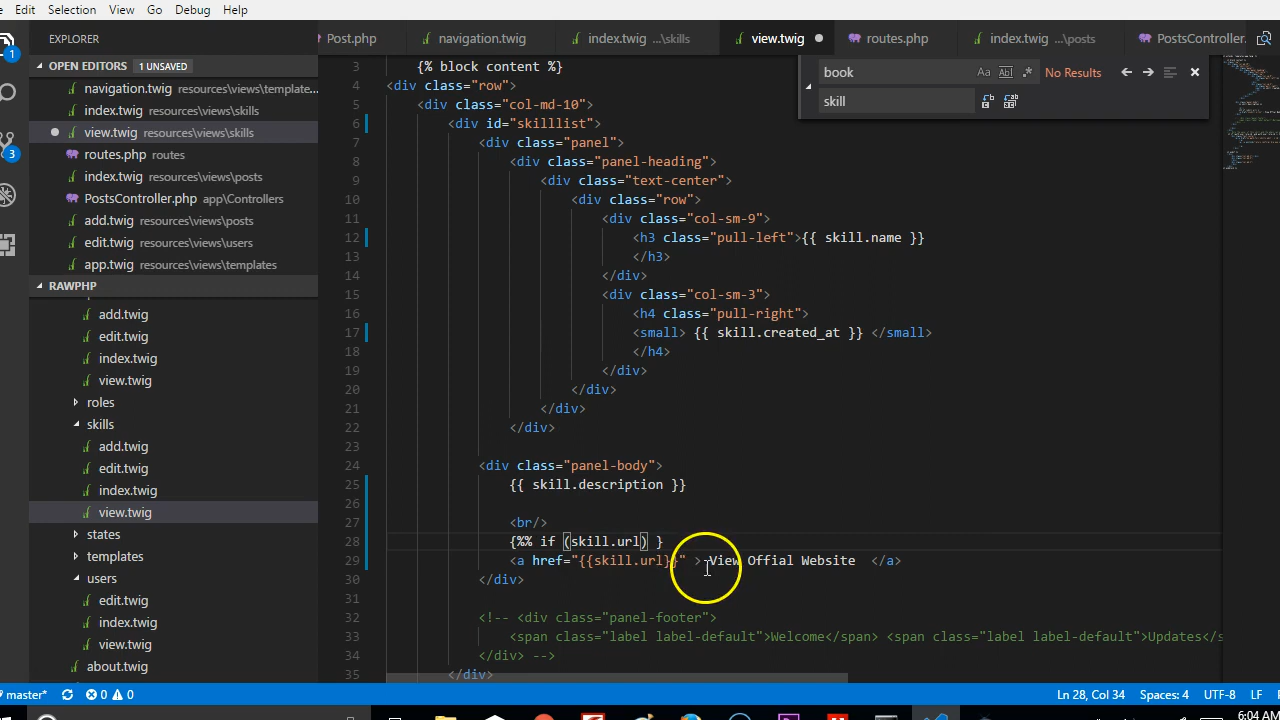 Edit Selection View Go Debug Help
EXPLORER
OPEN EDITORS 1 UNSAVED
navigation.twig resources\views\template...
index.twig resources\views\skills
view.twig resources\views\skills
routes.php routes
index.twig resources\views\posts
PostsController.php app\Controllers
add.twig resources\views\posts
edit.twig resources\views\users
app.twig resources\views\templates
RAWPHP
add.twig
edit.twig
index.twig
view.twig
roles
skills
add.twig
edit.twig
index.twig
view.twig
states
templates
users
edit.twig
index.twig
view.twig
about.twig
Post.php navigation.twig index.twig ...\skills view.twig routes.php index.twig ...\posts PostsController.
book Aa Ab| .* No Results
skill
3 {% block content %}
4 <div class="row">
5 <div class="col-md-10">
6 <div id="skilllist">
7 <div class="panel">
8 <div class="panel-heading">
9 <div class="text-center">
10 <div class="row">
11 <div class="col-sm-9">
12 <h3 class="pull-left">{{ skill.name }}
13 </h3>
14 </div>
15 <div class="col-sm-3">
16 <h4 class="pull-right">
17 <small> {{ skill.created_at }} </small>
18 </h4>
19 </div>
20 </div>
21 </div>
22 </div>
23
24 <div class="panel-body">
25 {{ skill.description }}
26
27 <br/>
28 {%% if (skill.url) }
29 <a href="{{skill.url}}" > View Offial Website </a>
30 </div>
31
32 <!-- <div class="panel-footer">
33 <span class="label label-default">Welcome</span> <span class="label label-default">Updates</s
34 </div> -->
35 </div>
1
3
master* 0 0 Ln 28, Col 34 Spaces: 4 UTF-8 LF
6:04 AM